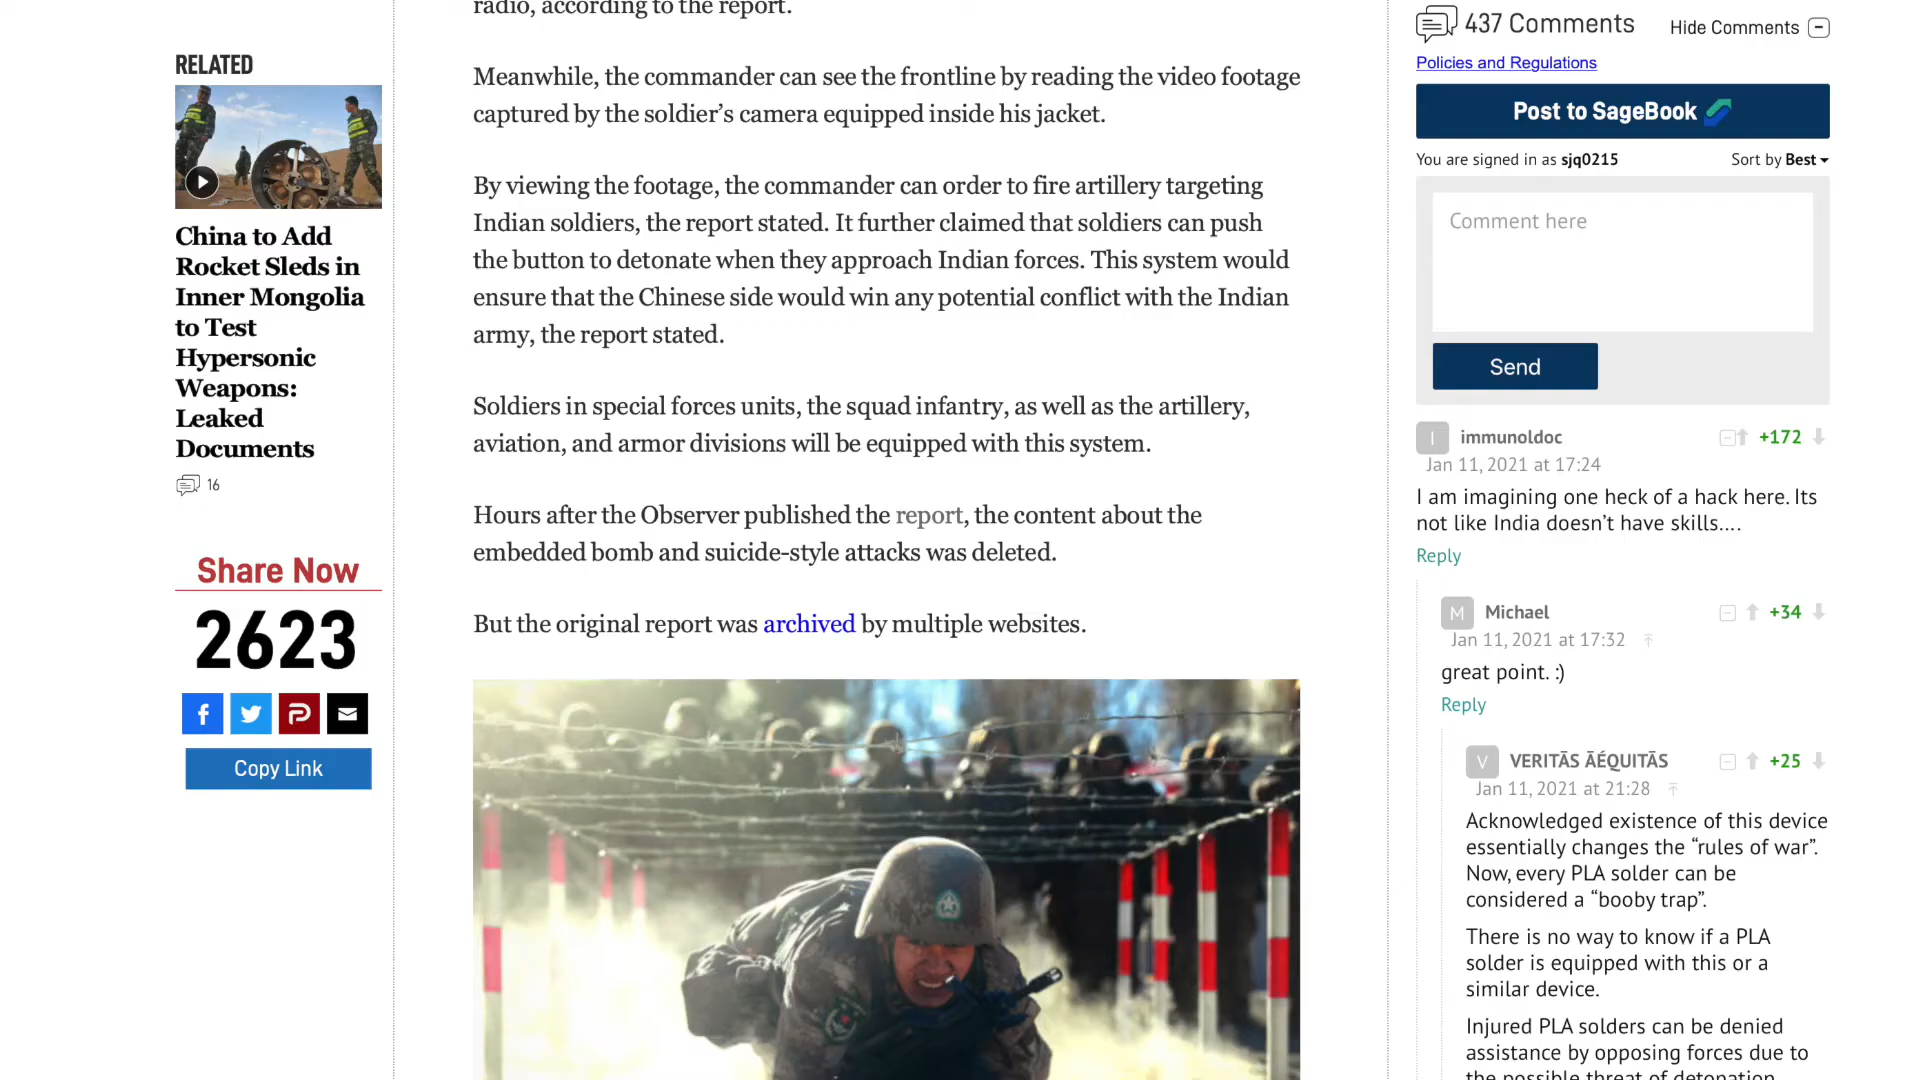 RELATED
China to Add
Rocket Sleds in
Inner Mongolia
to Test
Hypersonic
Weapons:
Leaked
Documents
16
Share Now
2623
Copy Link
radio, according to the report.
Meanwhile, the commander can see the frontline by reading the video footage
captured by the soldier’s camera equipped inside his jacket.
By viewing the footage, the commander can order to fire artillery targeting
Indian soldiers, the report stated. It further claimed that soldiers can push
the button to detonate when they approach Indian forces. This system would
ensure that the Chinese side would win any potential conflict with the Indian
army, the report stated.
Soldiers in special forces units, the squad infantry, as well as the artillery,
aviation, and armor divisions will be equipped with this system.
Hours after the Observer published the report, the content about the
embedded bomb and suicide-style attacks was deleted.
But the original report was archived by multiple websites.
437 Comments
Hide Comments
Policies and Regulations
Post to SageBook
You are signed in as sjq0215
Sort by Best
Comment here
Send
I
immunoldoc
+172
Jan 11, 2021 at 17:24
I am imagining one heck of a hack here. Its
not like India doesn’t have skills....
Reply
M
Michael
+34
Jan 11, 2021 at 17:32
great point. :)
Reply
V
VERITĀS ĀÉQUITĀS
+25
Jan 11, 2021 at 21:28
Acknowledged existence of this device
essentially changes the “rules of war”.
Now, every PLA solder can be
considered a “booby trap”.
There is no way to know if a PLA
solder is equipped with this or a
similar device.
Injured PLA solders can be denied
assistance by opposing forces due to
the possible threat of detonation